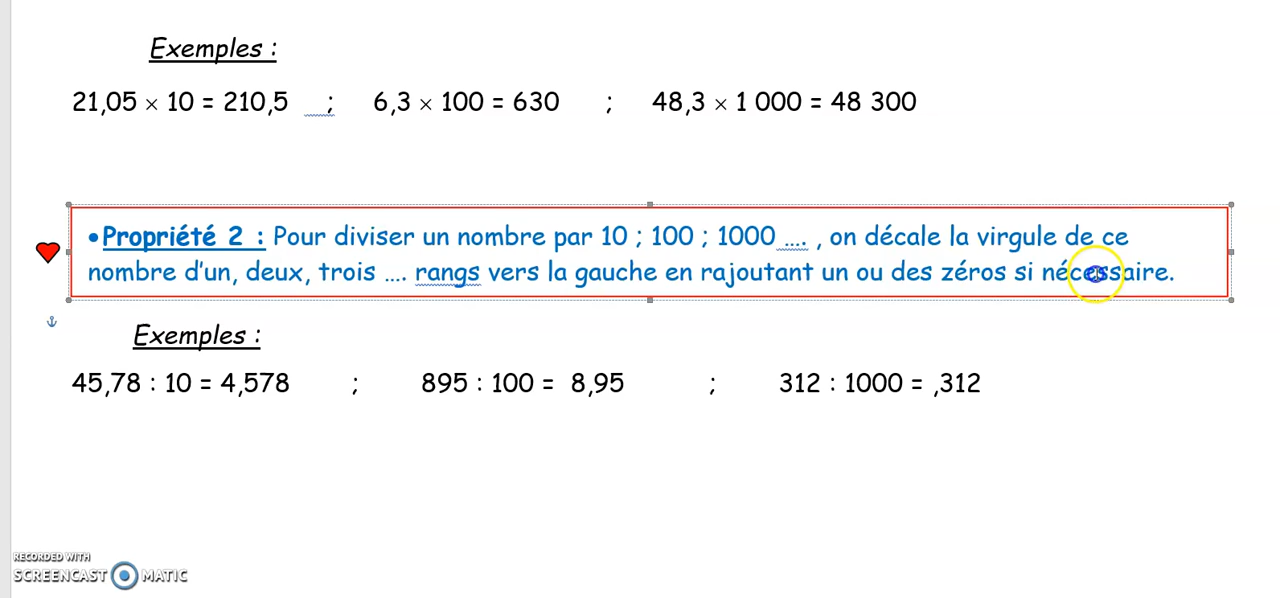 Exemples :
21,05 × 10 = 210,5 ; 6,3 × 100 = 630 ; 48,3 × 1 000 = 48 300
•Propriété 2 : Pour diviser un nombre par 10 ; 100 ; 1000 .... , on décale la virgule de ce
nombre d'un, deux, trois .... rangs vers la gauche en rajoutant un ou des zéros si nécessaire.
Exemples :
45,78 : 10 = 4,578 ; 895 : 100 = 8,95 ; 312 : 1000 = ,312
RECORDED WITH
SCREENCAST MATIC